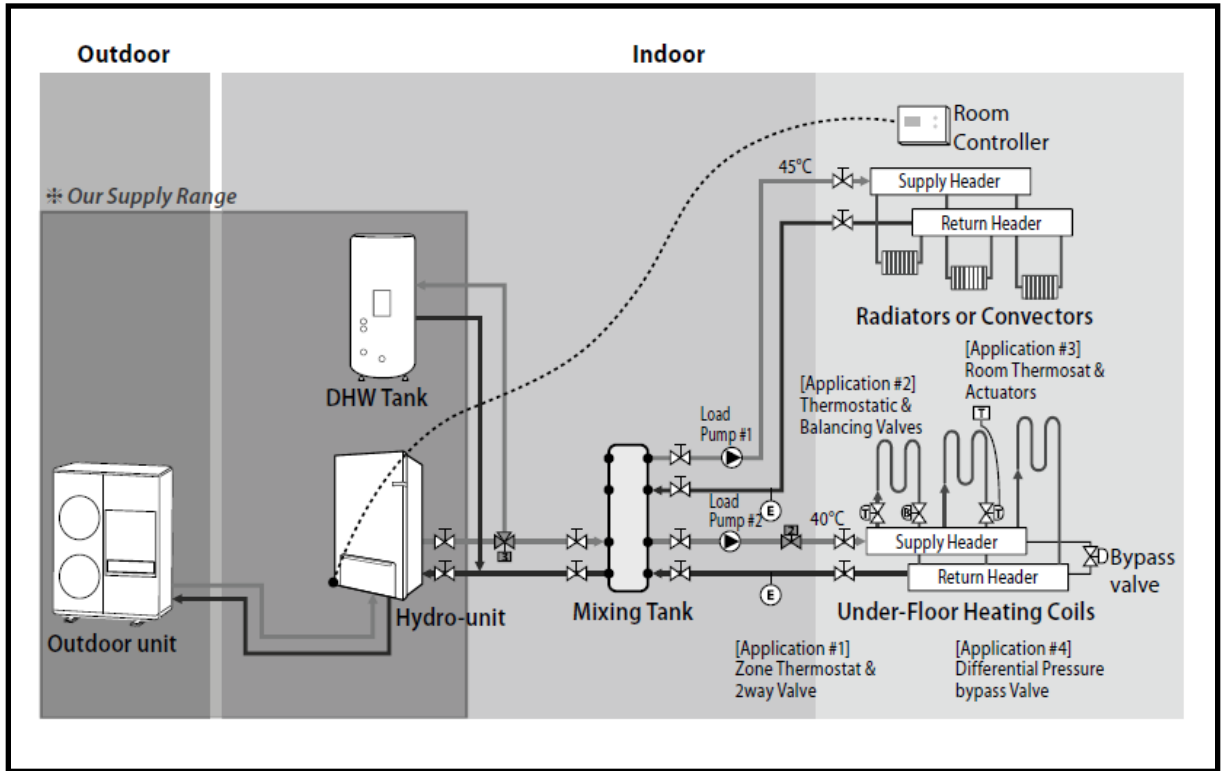 Outdoor
Indoor
Room
Controller
45°C
Supply Header
Return Header
※ Our Supply Range
Radiators or Convectors
[Application #3]
Room Thermosat &
Actuators
[Application #2]
Thermostatic &
Balancing Valves
T
DHW Tank
Load
Pump #1
E
Load
Pump #2
2
40°C
T
B
T
Supply Header
Return Header
Bypass
valve
3
Hydro-unit
Mixing Tank
E
Under-Floor Heating Coils
Outdoor unit
[Application #1]
Zone Thermostat &
2way Valve
[Application #4]
Differential Pressure
bypass Valve